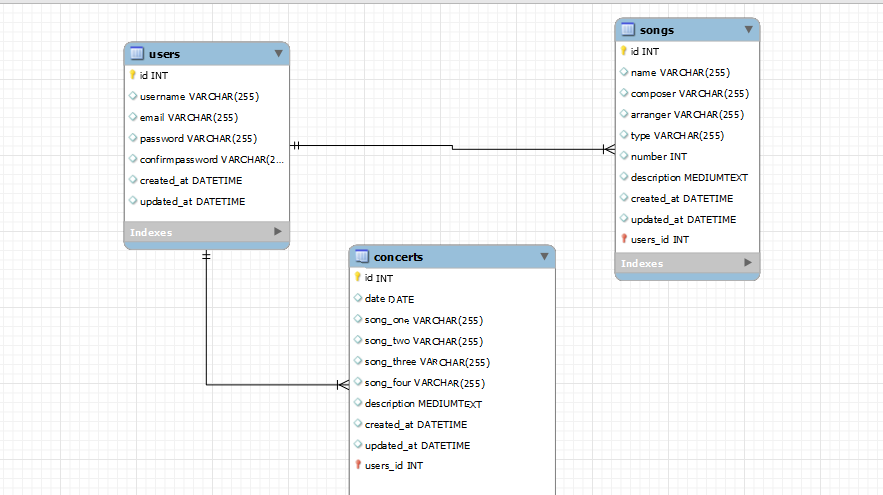 users
id INT
username VARCHAR(255)
email VARCHAR(255)
password VARCHAR(255)
confirmpassword VARCHAR(2...
created_at DATETIME
updated_at DATETIME
Indexes
songs
id INT
name VARCHAR(255)
composer VARCHAR(255)
arranger VARCHAR(255)
type VARCHAR(255)
number INT
description MEDIUMTEXT
created_at DATETIME
updated_at DATETIME
users_id INT
Indexes
concerts
id INT
date DATE
song_one VARCHAR(255)
song_two VARCHAR(255)
song_three VARCHAR(255)
song_four VARCHAR(255)
description MEDIUMTEXT
created_at DATETIME
updated_at DATETIME
users_id INT